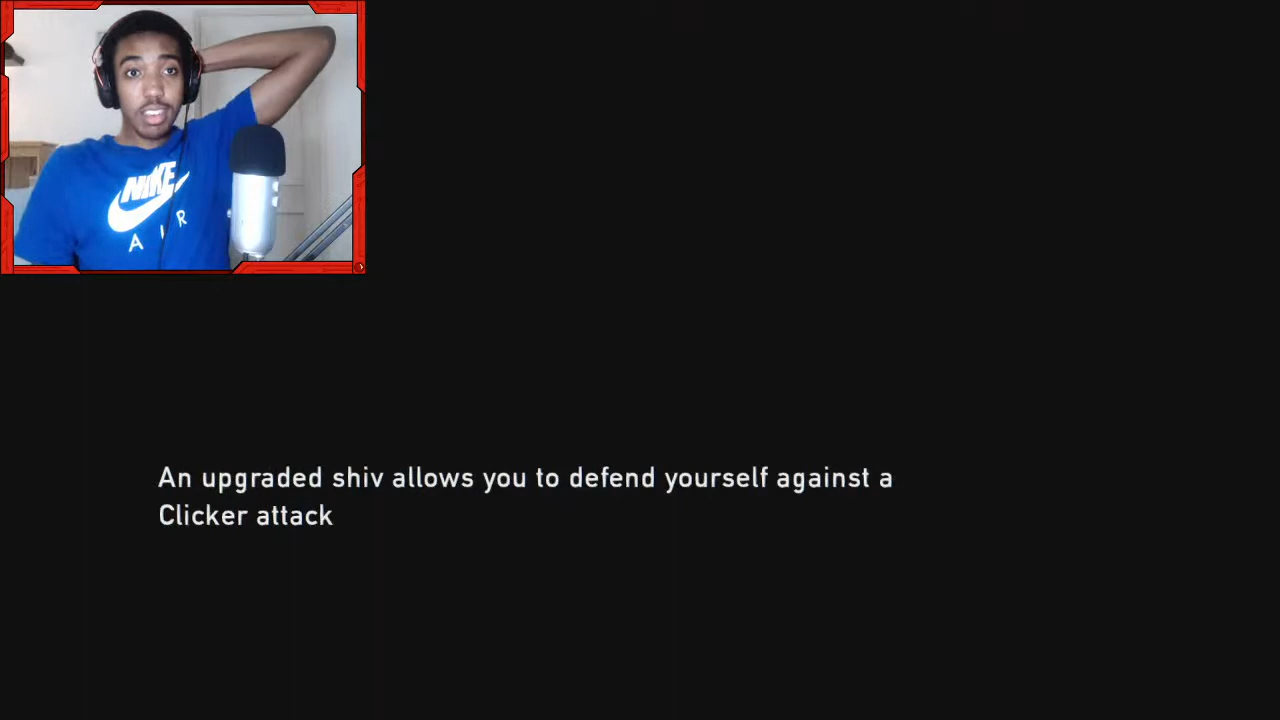 NIKE
AIR
An upgraded shiv allows you to defend yourself against a
Clicker attack